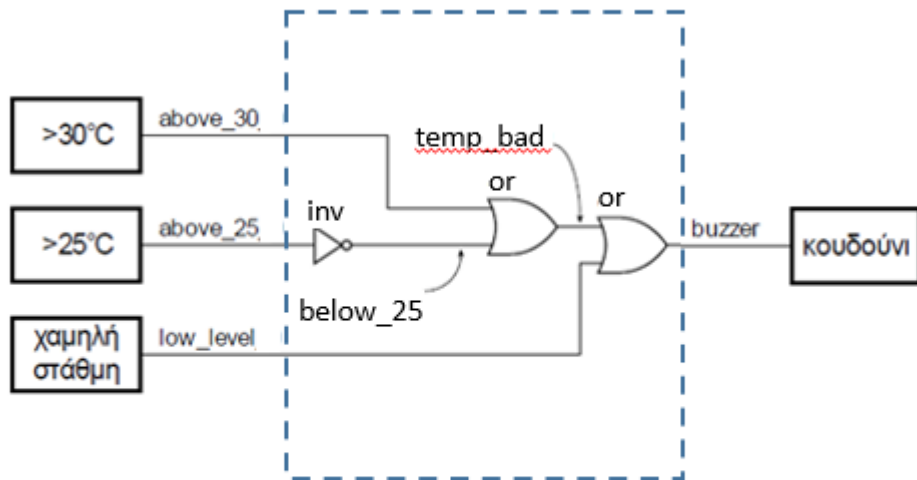 >30°C
above_30
temp_bad
or
or
inv
>25°C
above_25
buzzer
κουδούνι
below_25
χαμηλή
στάθμη
low_level